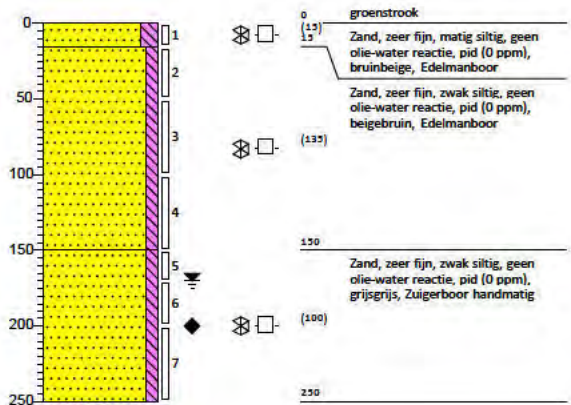 0
50
100
150
200
250
1
2
3
4
5
6
7
0
(15)
15
(135)
150
(100)
250
groenstrook
Zand, zeer fijn, matig siltig, geen
olie-water reactie, pid (0 ppm),
bruinbeige, Edelmanboor
Zand, zeer fijn, zwak siltig, geen
olie-water reactie, pid (0 ppm),
beigebruin, Edelmanboor
Zand, zeer fijn, zwak siltig, geen
olie-water reactie, pid (0 ppm),
grijsgrijs, Zuigerboor handmatig